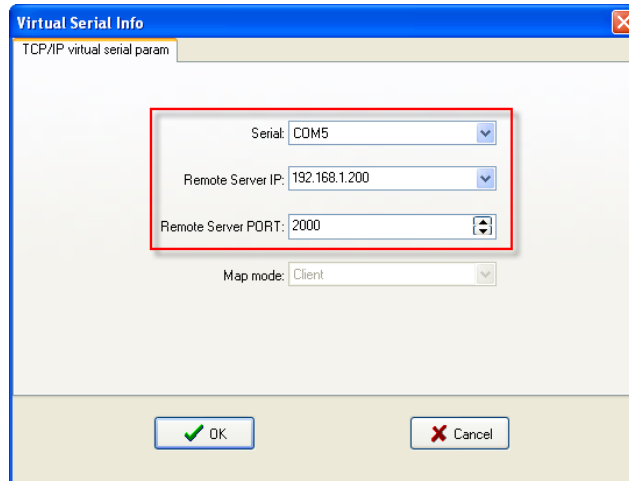 Virtual Serial Info
TCP/IP virtual serial param
Serial: COM5
Remote Server IP: 192.168.1.200
Remote Server PORT: 2000
Map mode: Client
OK Cancel